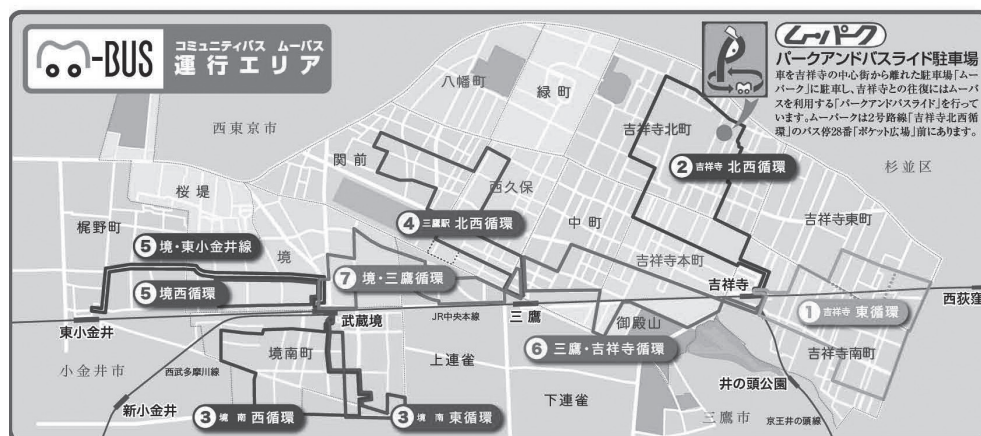 -BUS
コミュニティバス ムーバス
運行エリア
ムーパーク
パークアンドバスライド駐車場
車を吉祥寺の中心街から離れた駐車場「ムー
パーク」に駐車し、吉祥寺との往復にはムーバ
スを利用する「パークアンドバスライド」を行って
います。ムーパークは2号路線「吉祥寺北西循
環」のバス停28番「ポケット広場」前にあります。
八幡町
緑町
吉祥寺北町
西東京市
関前
杉並区
② 吉祥寺 北西循環
桜堤
西久保
梶野町
④ 三鷹駅 北西循環
中町
吉祥寺東町
⑤ 境・東小金井線
境
吉祥寺本町
⑦ 境・三鷹循環
⑤ 境西循環
吉祥寺
西荻窪
東小金井
武蔵境
JR中央本線
三鷹
御殿山
① 吉祥寺 東循環
境南町
上連雀
⑥ 三鷹・吉祥寺循環
吉祥寺南町
小金井市
西武多摩川線
井の頭公園
新小金井
下連雀
③ 境南 西循環
③ 境南 東循環
三鷹市
京王井の頭線